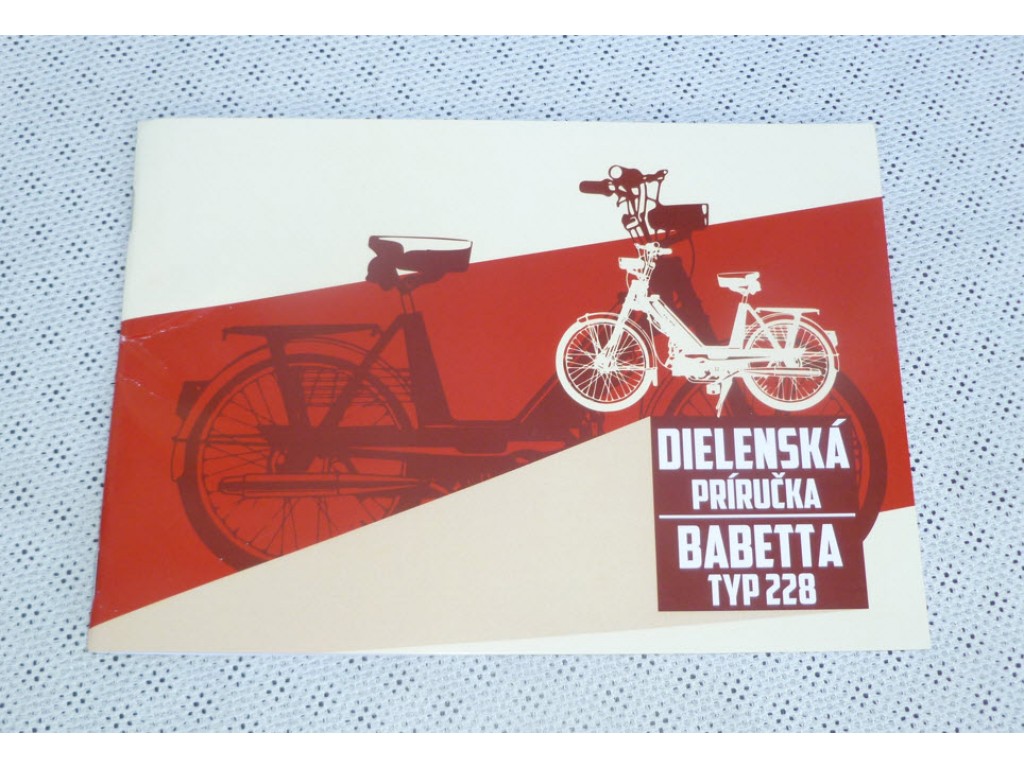 DIELENSKÁ
PRÍRUČKA
BABETTA
TYP 228